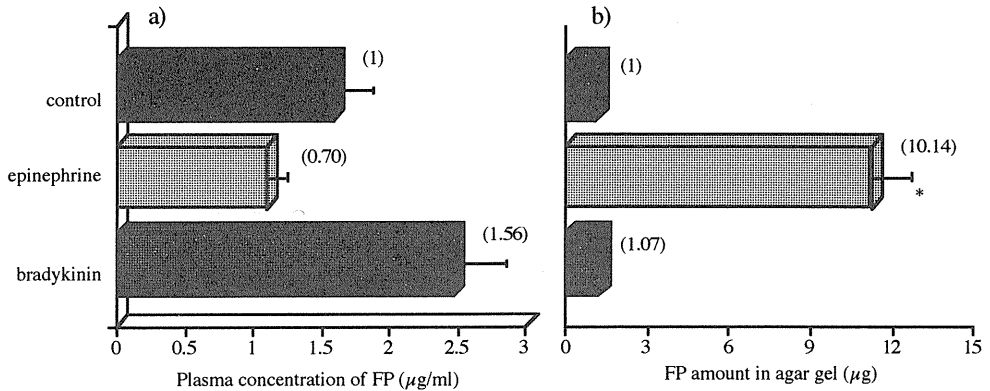 a)
b)
(1)
(1)
control
(0.70)
(10.14)
epinephrine
*
(1.56)
(1.07)
bradykinin
0 0.5 1 1.5 2 2.5 3
0 3 6 9 12 15
Plasma concentration of FP (µg/ml)
FP amount in agar gel (µg)